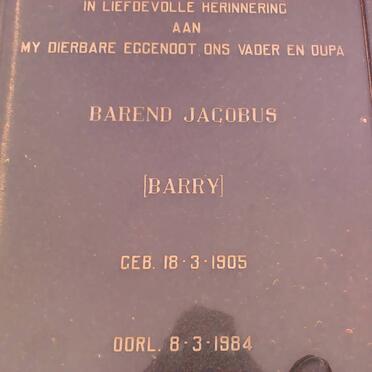 IN LIEFDEVOLLE HERINNERING
AAN
MY DIERBARE EGGENOOT ONS VADER EN OUPA
BAREND JACOBUS
[BARRY]
GEB. 18·3·1905
OORL. 8·3·1984